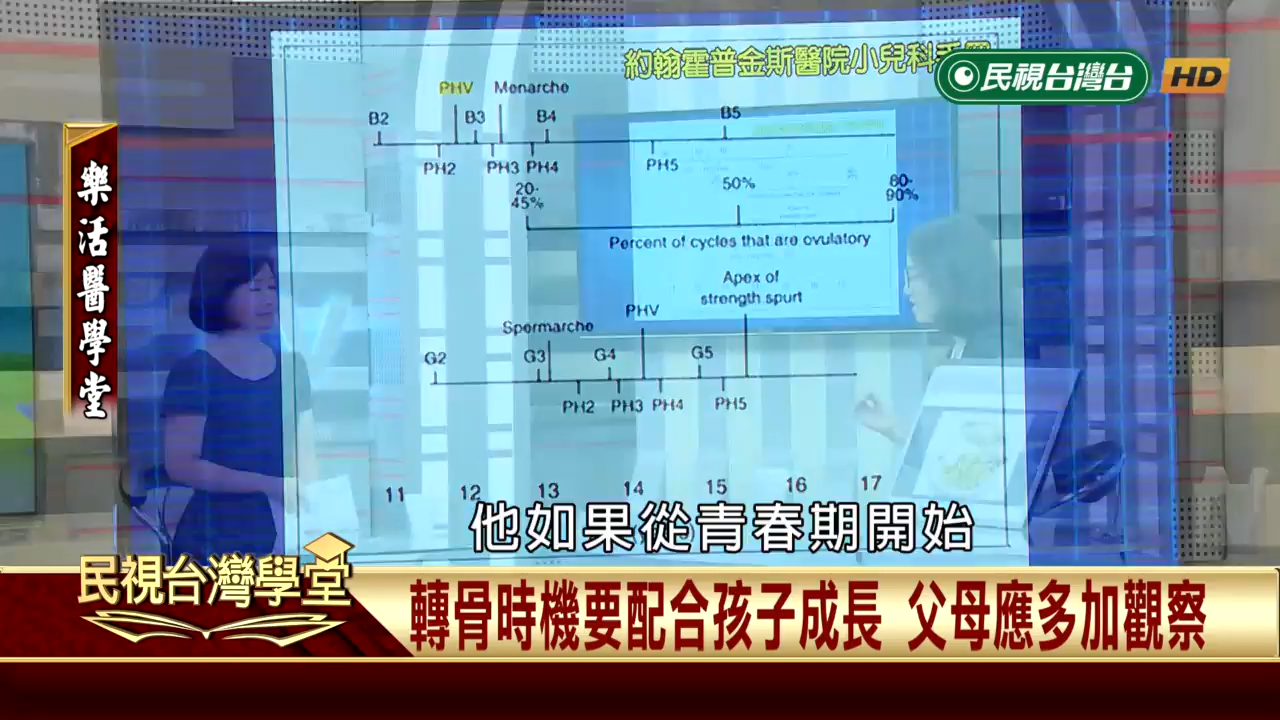 約翰霍普金斯醫院小兒科手冊
民視台灣台 HD
樂活醫學堂
PHV Menarche
B2 B3 B4 B5
PH2 PH3 PH4 PH5
20-
45%
50%
80-
90%
Percent of cycles that are ovulatory
Apex of
strength spurt
PHV
Spermarche
G2 G3 G4 G5
PH2 PH3 PH4 PH5
11 12 13 14 15 16 17
他如果從青春期開始
民視台灣學堂
轉骨時機要配合孩子成長 父母應多加觀察